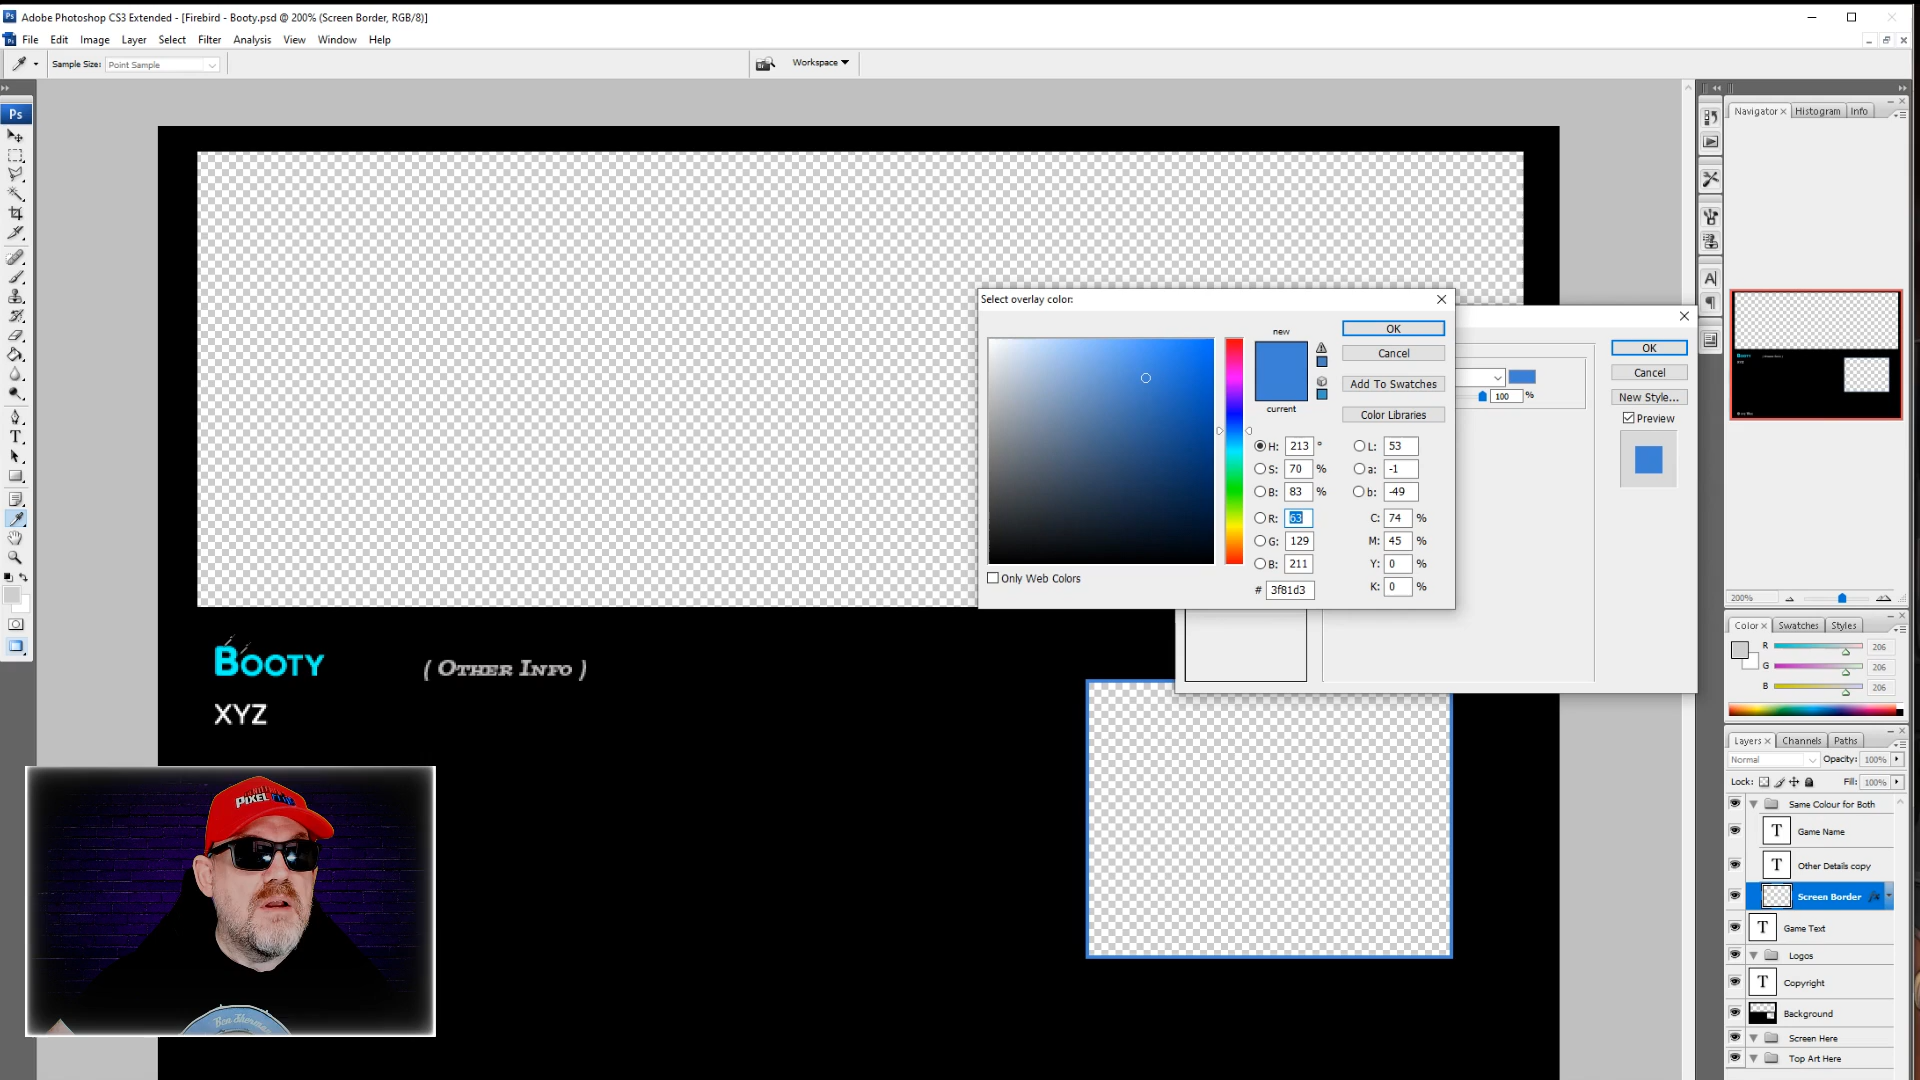 Adobe Photoshop CS3 Extended - [Firebird - Booty.psd @ 200% (Screen Border, RGB/8)]
File Edit Image Layer Select Filter Analysis View Window Help
Sample Size: Point Sample
Workspace
Ps
Navigator Histogram Info
Select overlay color:
new
OK
Cancel
Add To Swatches
current
Color Libraries
H: 213 ° L: 53
S: 70 % a: -1
B: 83 % b: -49
R: 63 C: 74 %
G: 129 M: 45 %
B: 211 Y: 0 %
# 3f81d3 K: 0 %
Only Web Colors
OK
Cancel
100 %
New Style...
Preview
200%
Color Swatches Styles
R 206
G 206
B 206
Booty
( Other Info )
XYZ
Layers Channels Paths
Normal Opacity: 100%
Lock: Fill: 100%
Same Colour for Both
T Game Name
T Other Details copy
Screen Border fx
T Game Text
Logos
T Copyright
Background
Screen Here
Top Art Here
PIXEL
Ben Sherman